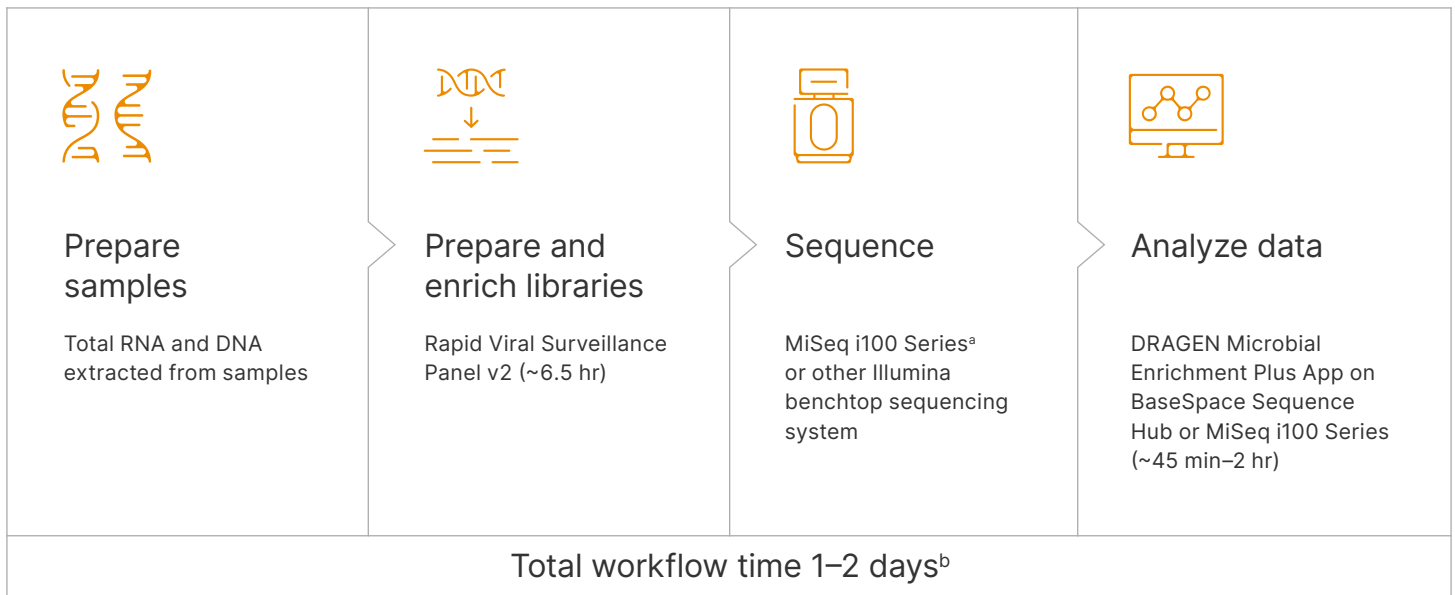 Prepare
samples
Total RNA and DNA
extracted from samples
Prepare and
enrich libraries
Rapid Viral Surveillance
Panel v2 (~6.5 hr)
Sequence
MiSeq i100 Seriesᵃ
or other Illumina
benchtop sequencing
system
Analyze data
DRAGEN Microbial
Enrichment Plus App on
BaseSpace Sequence
Hub or MiSeq i100 Series
(~45 min–2 hr)
Total workflow time 1–2 daysᵇ